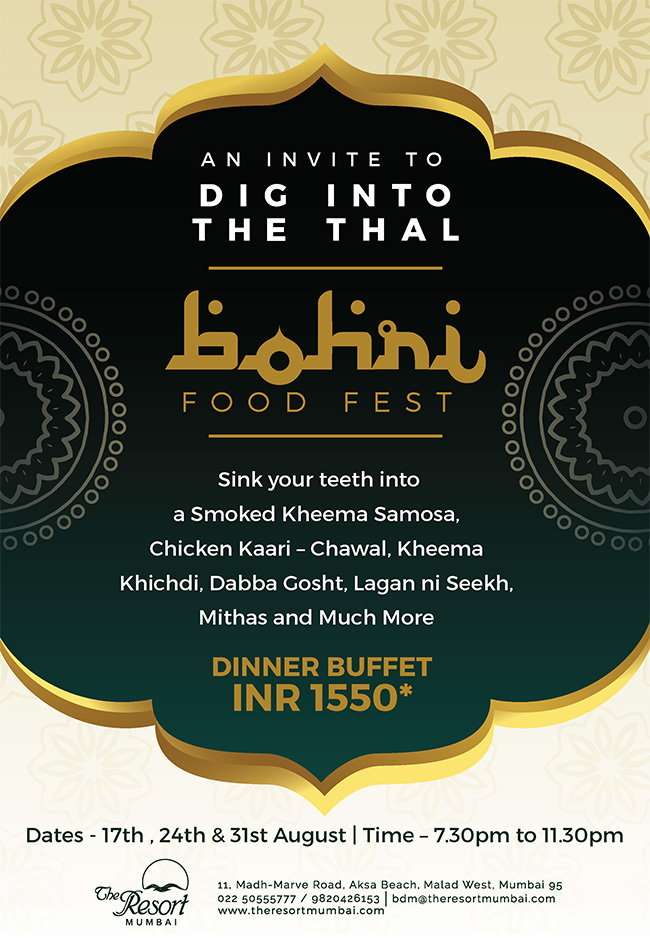 AN INVITE TO
DIG INTO
THE THAL
bohri
FOOD FEST
Sink your teeth into
a Smoked Kheema Samosa,
Chicken Kaari – Chawal, Kheema
Khichdi, Dabba Gosht, Lagan ni Seekh,
Mithas and Much More
DINNER BUFFET
INR 1550*
Dates - 17th , 24th & 31st August | Time – 7.30pm to 11.30pm
The Resort
MUMBAI
11, Madh-Marve Road, Aksa Beach, Malad West, Mumbai 95
022 50555777 / 9820426153 | bdm@theresortmumbai.com
www.theresortmumbai.com